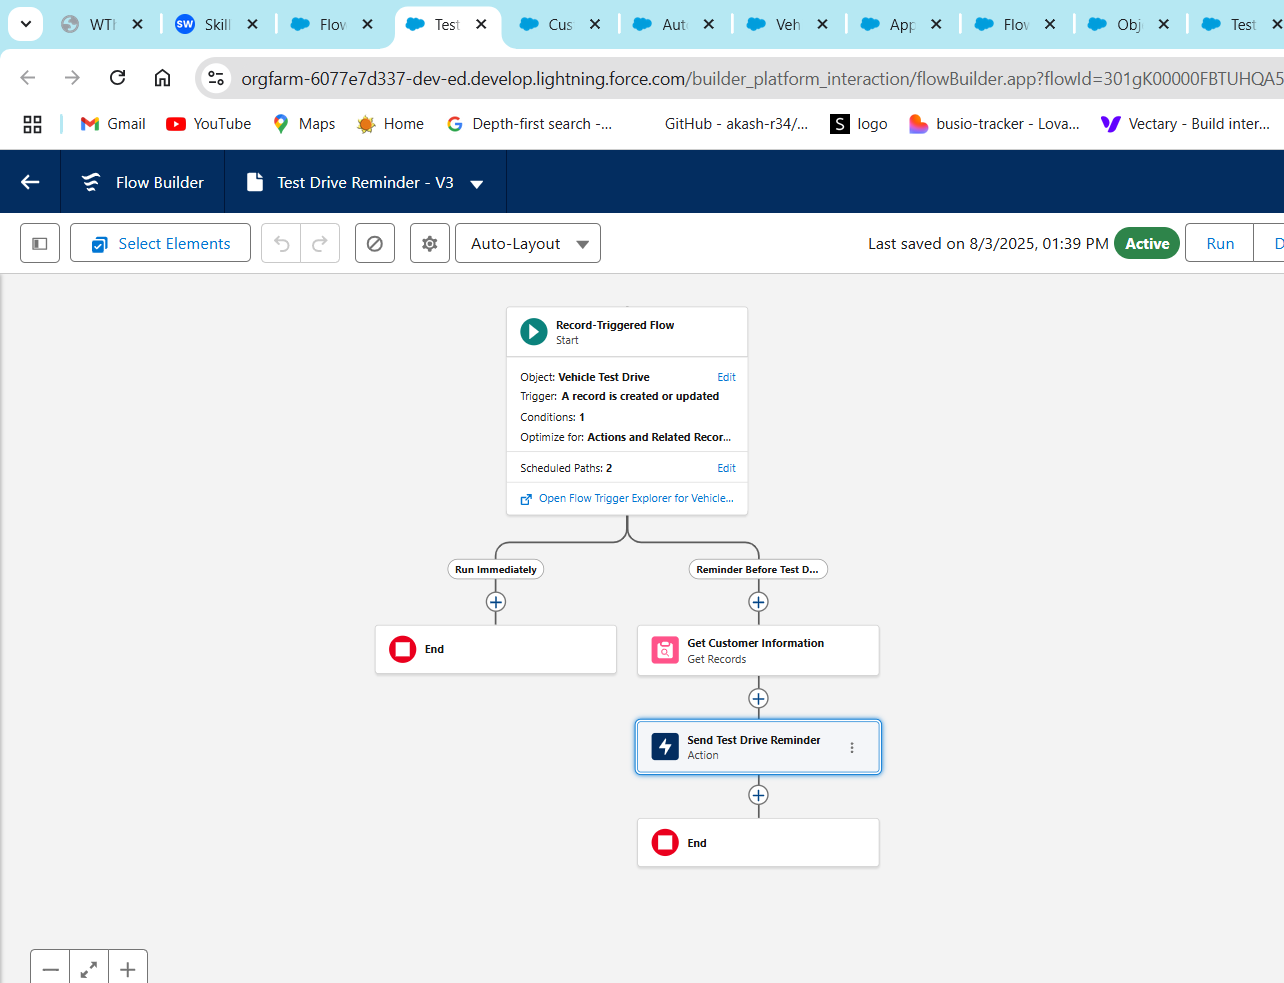 WTh
SW Skill
Flow
Test
Cus
Auto
Veh
App
Flow
Obj
Test
orgfarm-6077e7d337-dev-ed.develop.lightning.force.com/builder_platform_interaction/flowBuilder.app?flowId=301gK00000FBTUHQA5
Gmail
YouTube
Maps
Home
G Depth-first search -...
GitHub - akash-r34/...
S logo
busio-tracker - Lova...
Vectary - Build inter...
Flow Builder
Test Drive Reminder - V3
Select Elements
Auto-Layout
Last saved on 8/3/2025, 01:39 PM
Active
Run
D
Record-Triggered Flow
Start
Object: Vehicle Test Drive Edit
Trigger: A record is created or updated
Conditions: 1
Optimize for: Actions and Related Recor...
Scheduled Paths: 2 Edit
Open Flow Trigger Explorer for Vehicle...
Run Immediately
Reminder Before Test D...
End
Get Customer Information
Get Records
Send Test Drive Reminder
Action
End